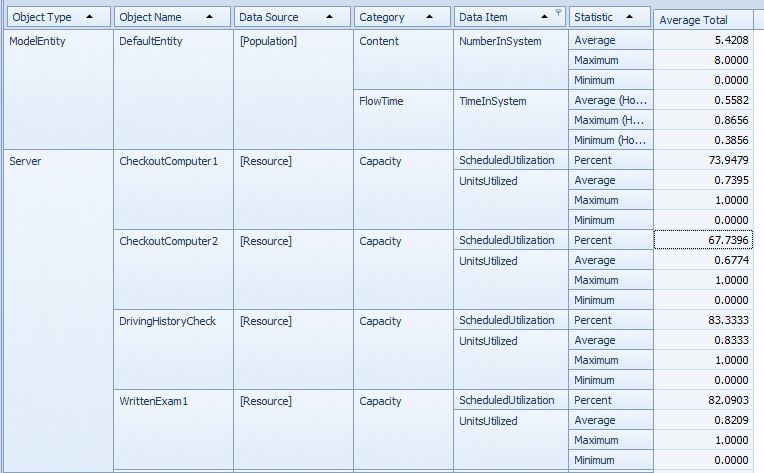 Object Type Object Name Data Source Category Data Item Statistic Average Total
ModelEntity DefaultEntity [Population] Content NumberInSystem Average 5.4208
Maximum 8.0000
Minimum 0.0000
FlowTime TimeInSystem Average (Ho... 0.5582
Maximum (H... 0.8656
Minimum (Ho... 0.3856
Server CheckoutComputer1 [Resource] Capacity ScheduledUtilization Percent 73.9479
UnitsUtilized Average 0.7395
Maximum 1.0000
Minimum 0.0000
CheckoutComputer2 [Resource] Capacity ScheduledUtilization Percent 67.7396
UnitsUtilized Average 0.6774
Maximum 1.0000
Minimum 0.0000
DrivingHistoryCheck [Resource] Capacity ScheduledUtilization Percent 83.3333
UnitsUtilized Average 0.8333
Maximum 1.0000
Minimum 0.0000
WrittenExam1 [Resource] Capacity ScheduledUtilization Percent 82.0903
UnitsUtilized Average 0.8209
Maximum 1.0000
Minimum 0.0000